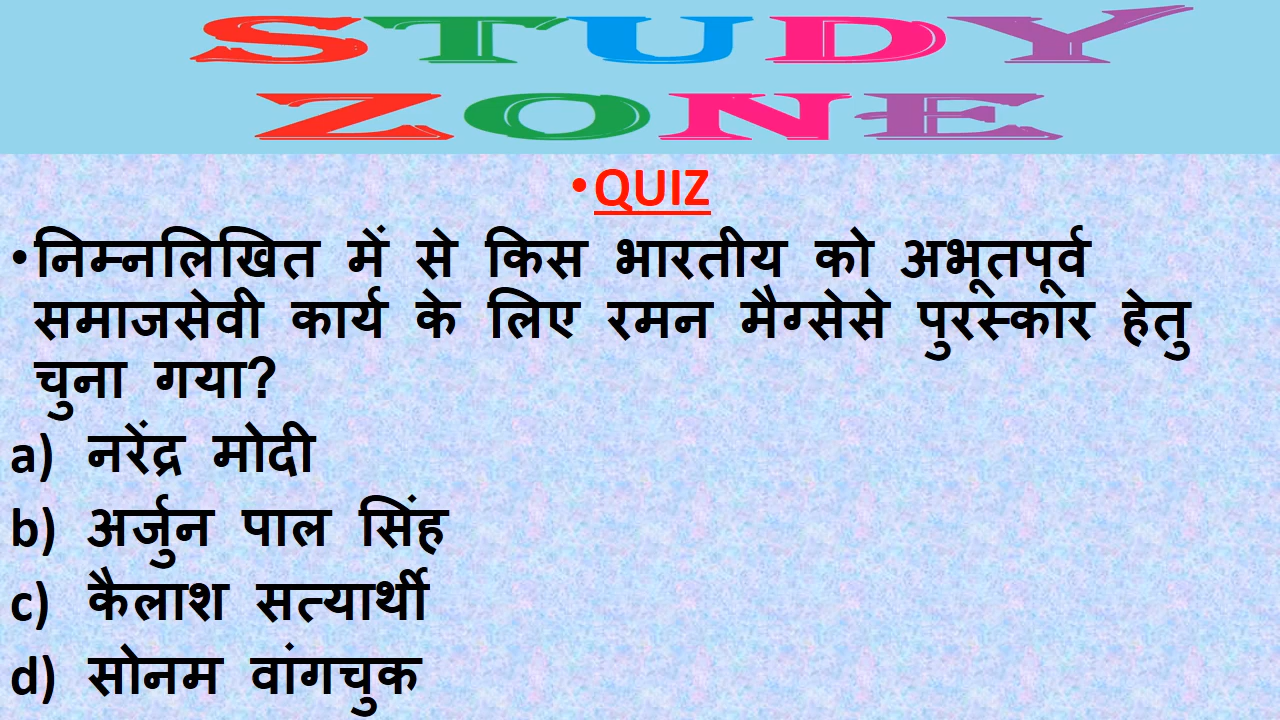 STUDY
ZONE
•QUIZ
•निम्नलिखित में से किस भारतीय को अभूतपूर्व
समाजसेवी कार्य के लिए रमन मैग्सेसे पुरस्कार हेतु
चुना गया?
a) नरेंद्र मोदी
b) अर्जुन पाल सिंह
c) कैलाश सत्यार्थी
d) सोनम वांगचुक